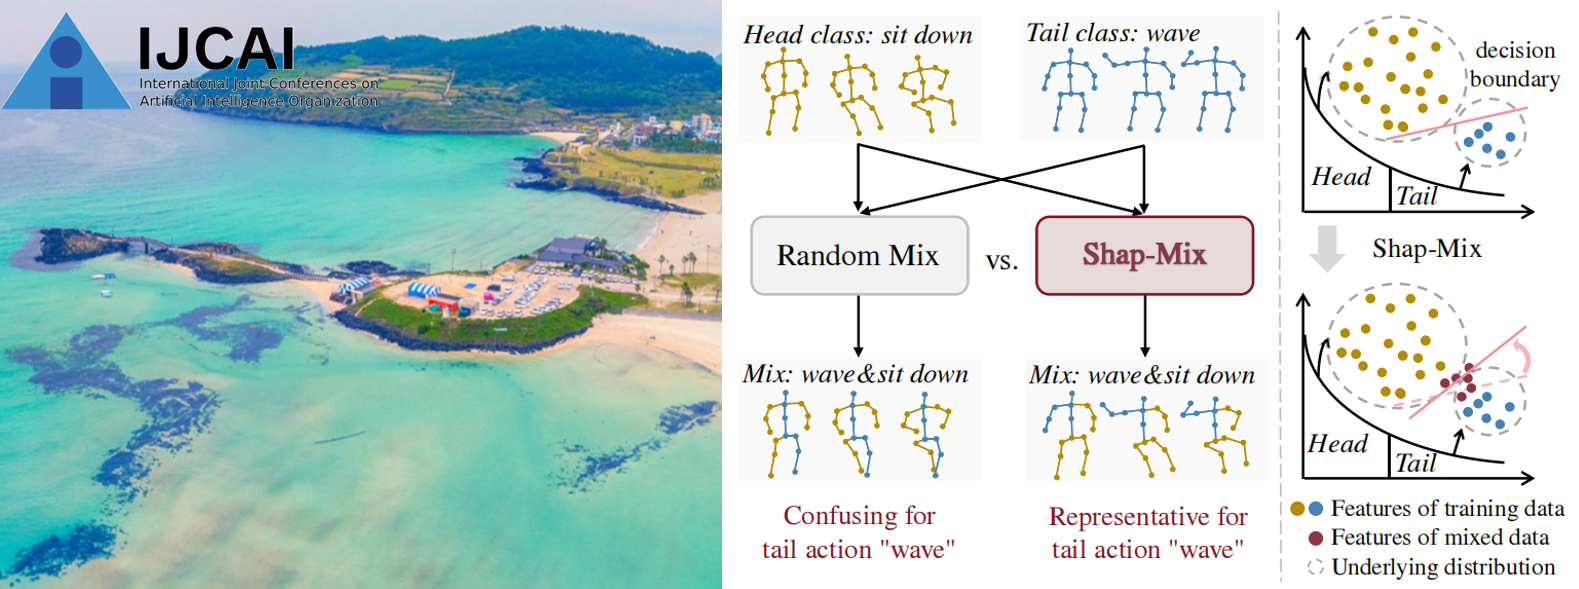 IJCAI
International Joint Conferences on
Artificial Intelligence Organization
Head class: sit down
Tail class: wave
Random Mix
vs.
Shap-Mix
Mix: wave&sit down
Mix: wave&sit down
Confusing for
tail action "wave"
Representative for
tail action "wave"
decision
boundary
Head
Tail
Shap-Mix
Head
Tail
Features of training data
Features of mixed data
Underlying distribution